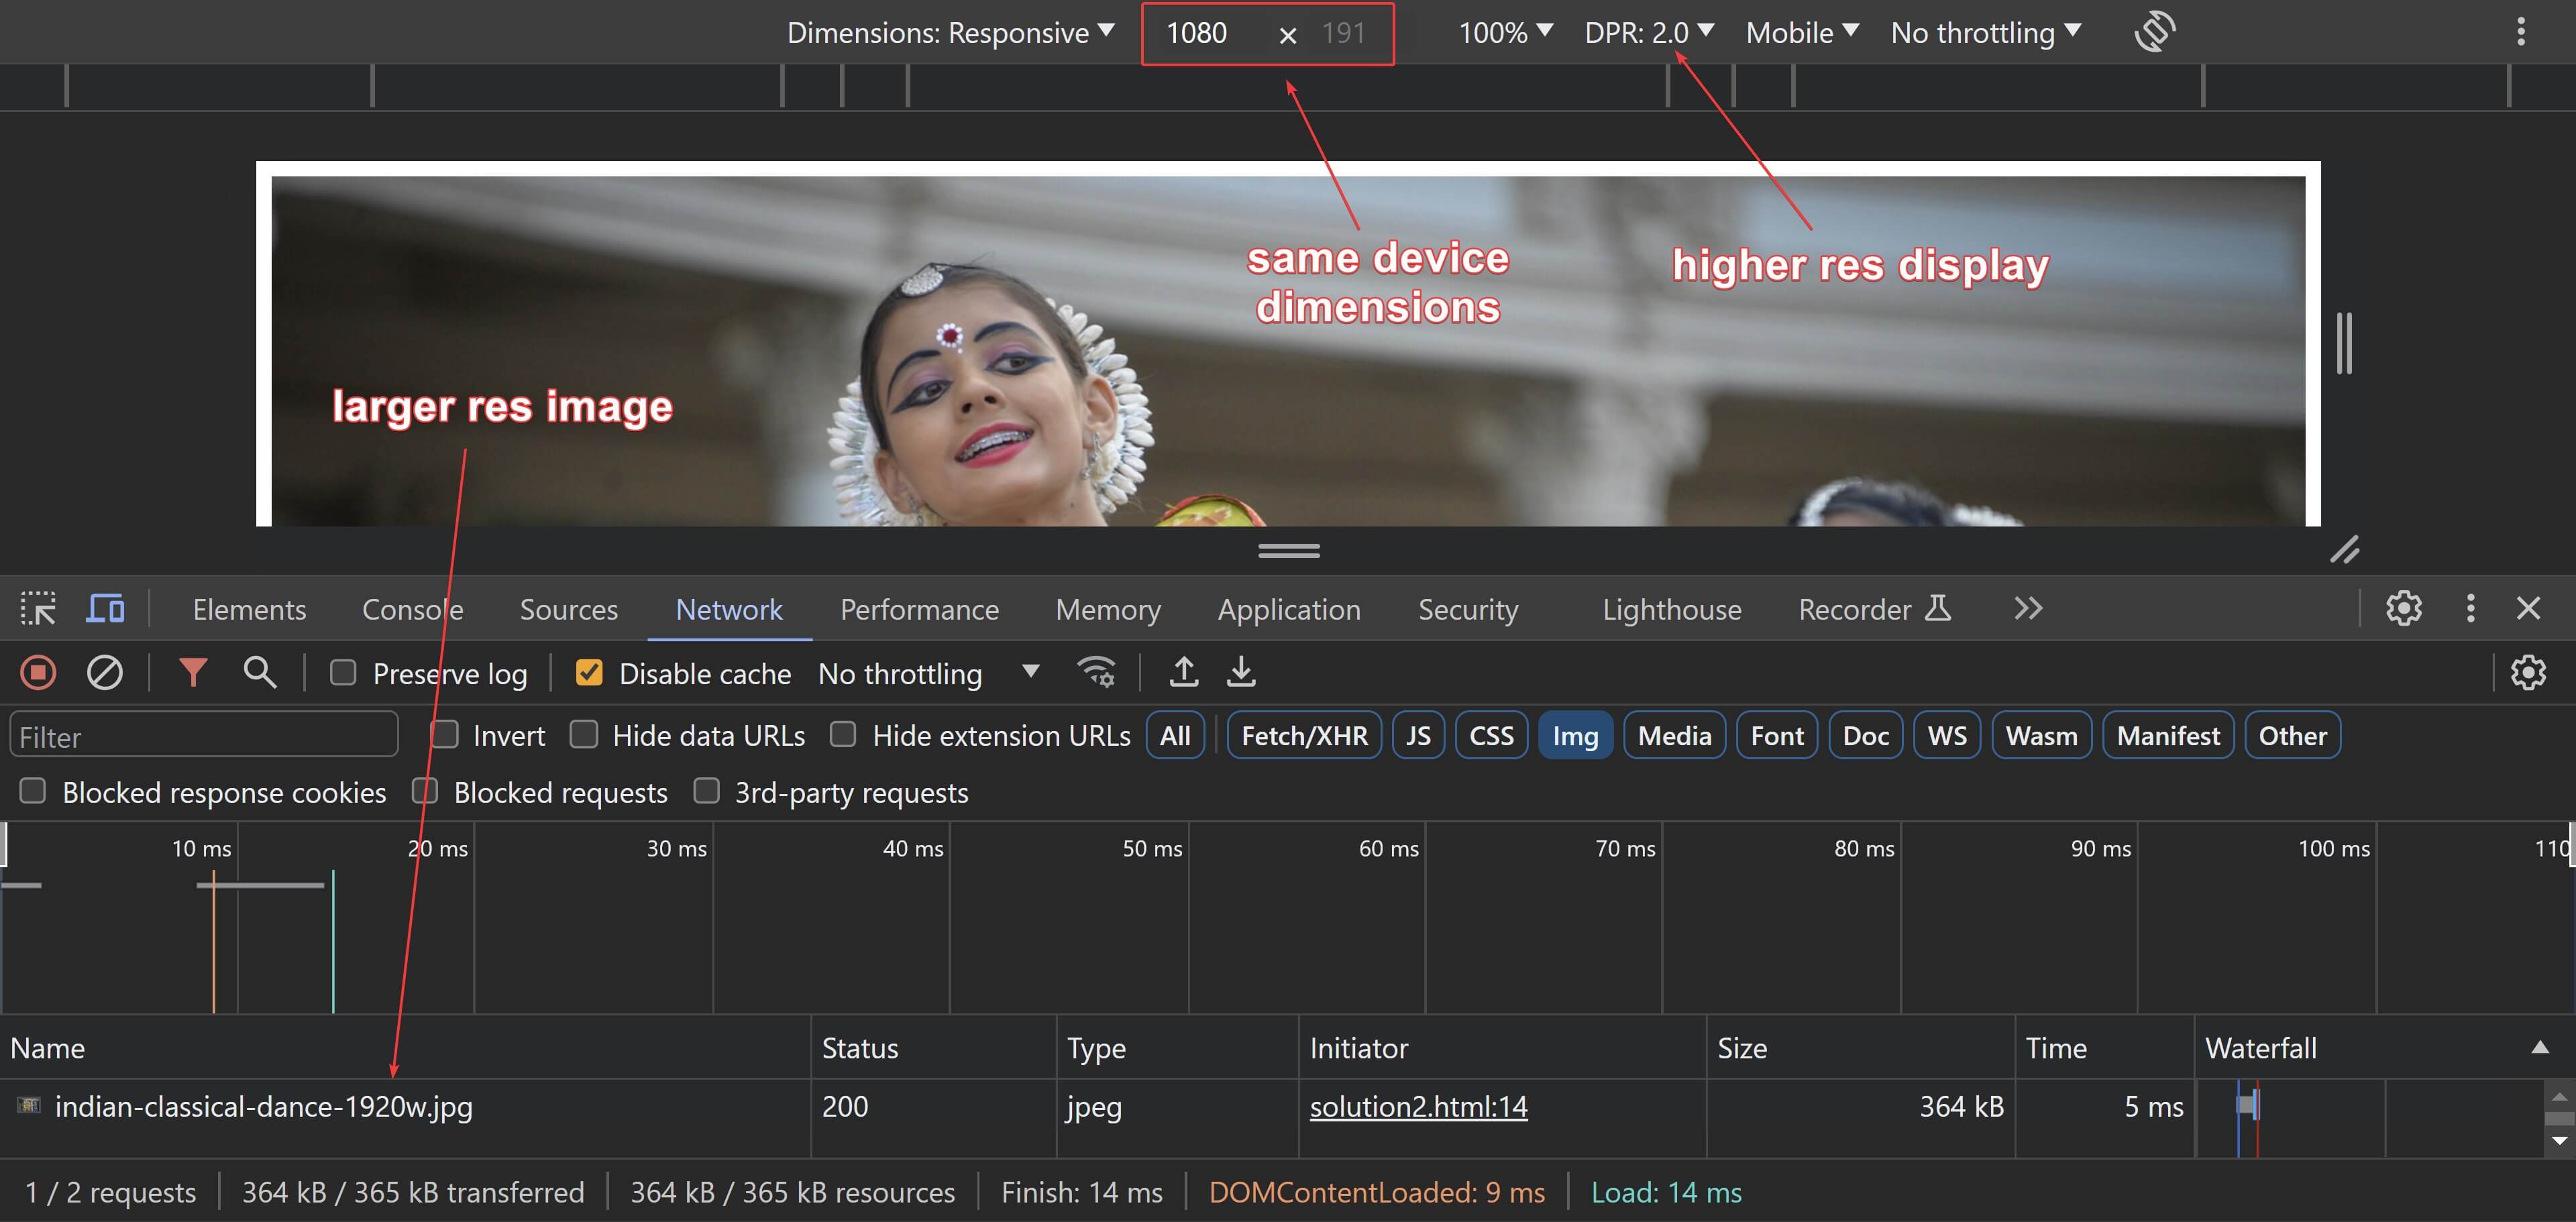 Dimensions: Responsive 1080 × 191 100% DPR: 2.0 Mobile No throttling
same device
dimensions
higher res display
larger res image
Elements Console Sources Network Performance Memory Application Security Lighthouse Recorder
Preserve log Disable cache No throttling
Filter Invert Hide data URLs Hide extension URLs All Fetch/XHR JS CSS Img Media Font Doc WS Wasm Manifest Other
Blocked response cookies Blocked requests 3rd-party requests
10 ms 20 ms 30 ms 40 ms 50 ms 60 ms 70 ms 80 ms 90 ms 100 ms 110
Name Status Type Initiator Size Time Waterfall
indian-classical-dance-1920w.jpg 200 jpeg solution2.html:14 364 kB 5 ms
1 / 2 requests 364 kB / 365 kB transferred 364 kB / 365 kB resources Finish: 14 ms DOMContentLoaded: 9 ms Load: 14 ms